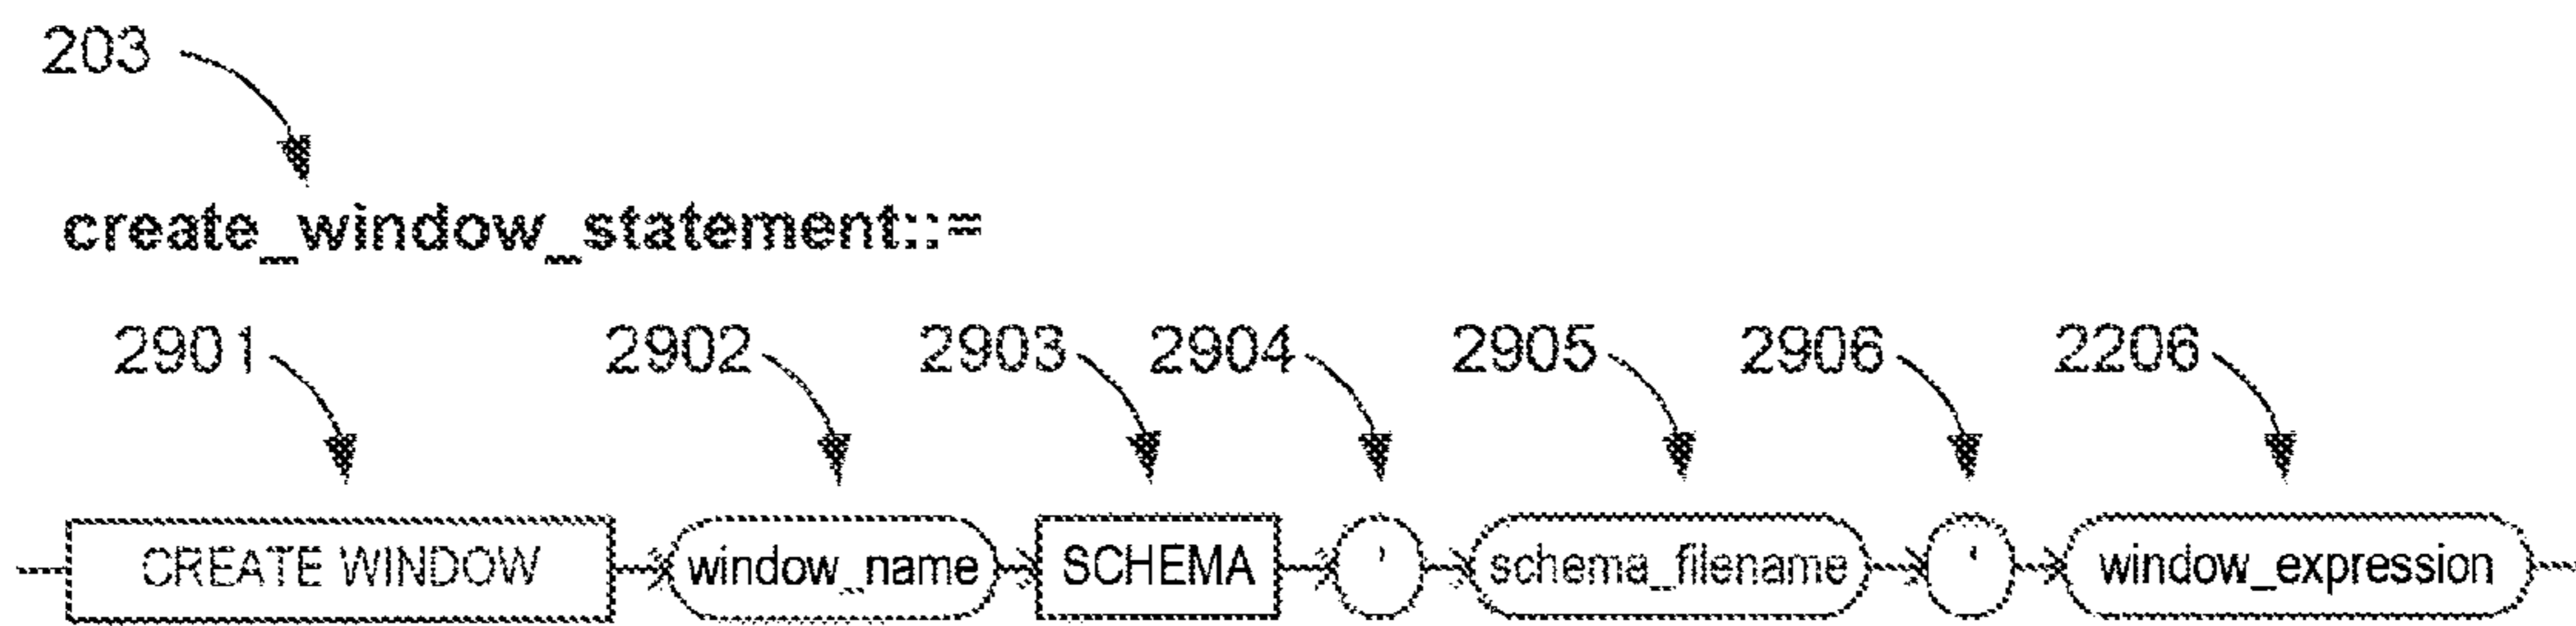 203
create_window_statement::=
2901 2902 2903 2904 2905 2906 2206
CREATE WINDOW window_name SCHEMA ' schema_filename ' window_expression